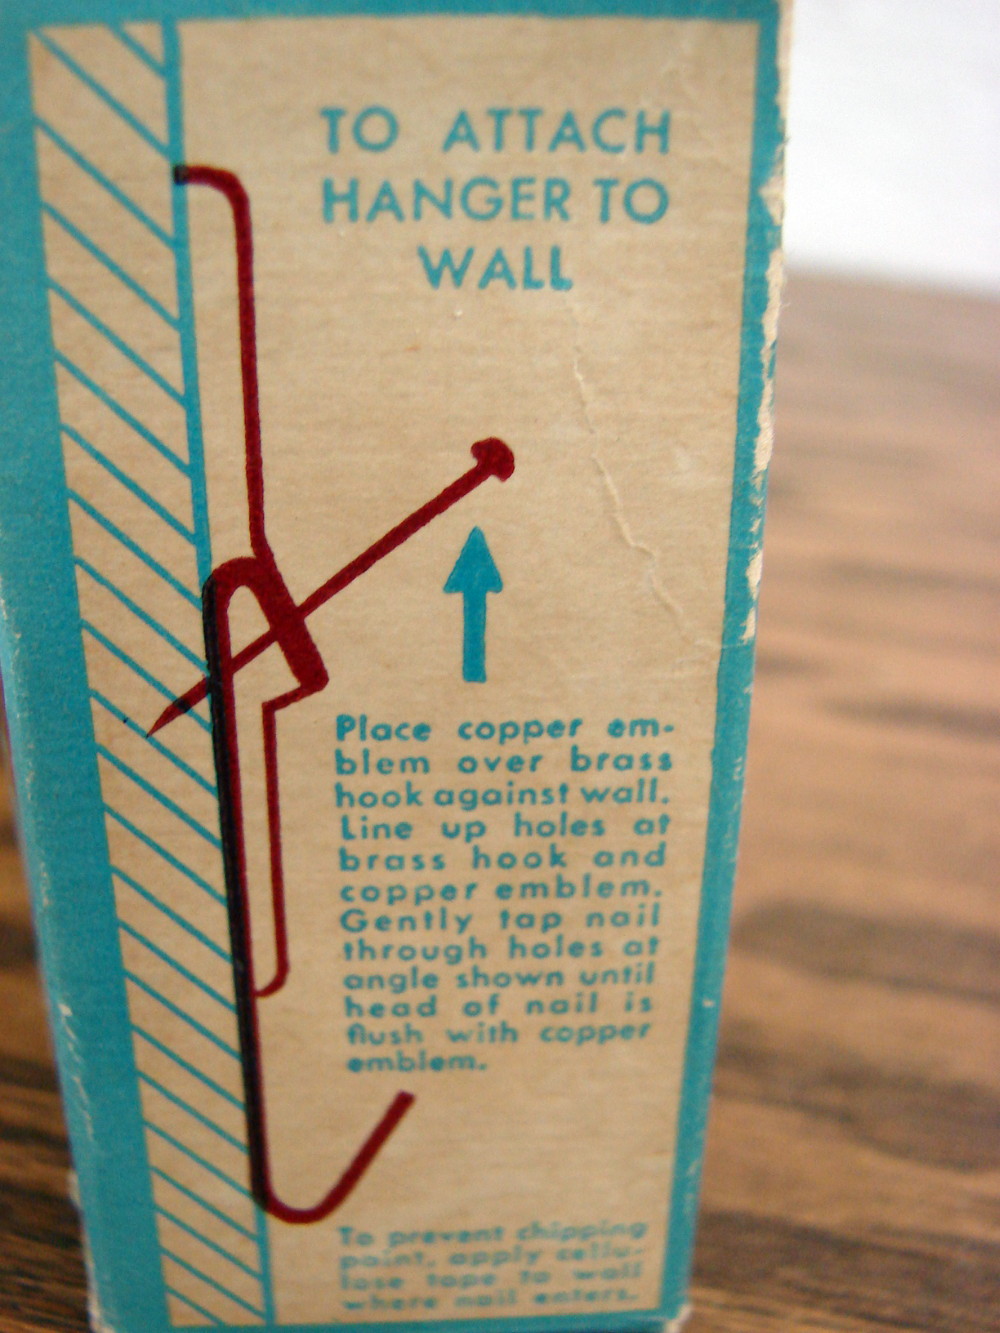 TO ATTACH
HANGER TO
WALL
Place copper em-
blem over brass
hook against wall.
Line up holes at
brass hook and
copper emblem.
Gently tap nail
through holes at
angle shown until
head of nail is
flush with copper
emblem.
To prevent chipping
paint, apply cellu-
lose tape to wall
where nail enters.